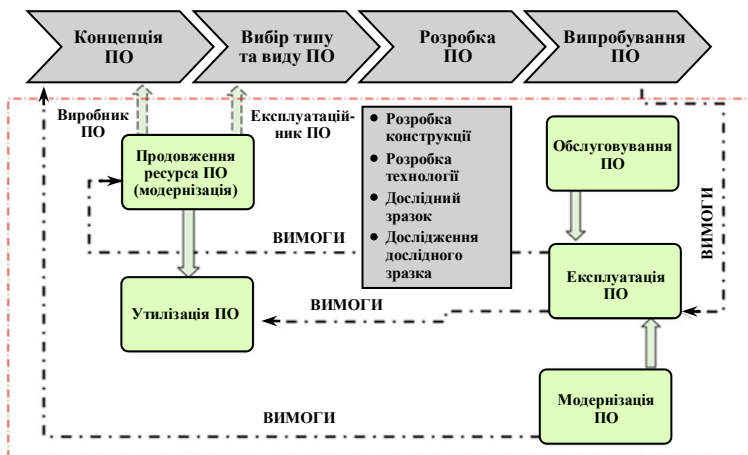 Концепція
ПО
Вибір типу
та виду ПО
Розробка
ПО
Випробування
ПО
Виробник
ПО
Експлуатацій-
ник ПО
Продовження
ресурса ПО
(модернізація)
• Розробка
конструкції
• Розробка
технології
• Дослідний
зразок
• Дослідження
дослідного
зразка
Обслуговування
ПО
ВИМОГИ
ВИМОГИ
Експлуатація
ПО
Утилізація ПО
ВИМОГИ
Модернізація
ПО
ВИМОГИ